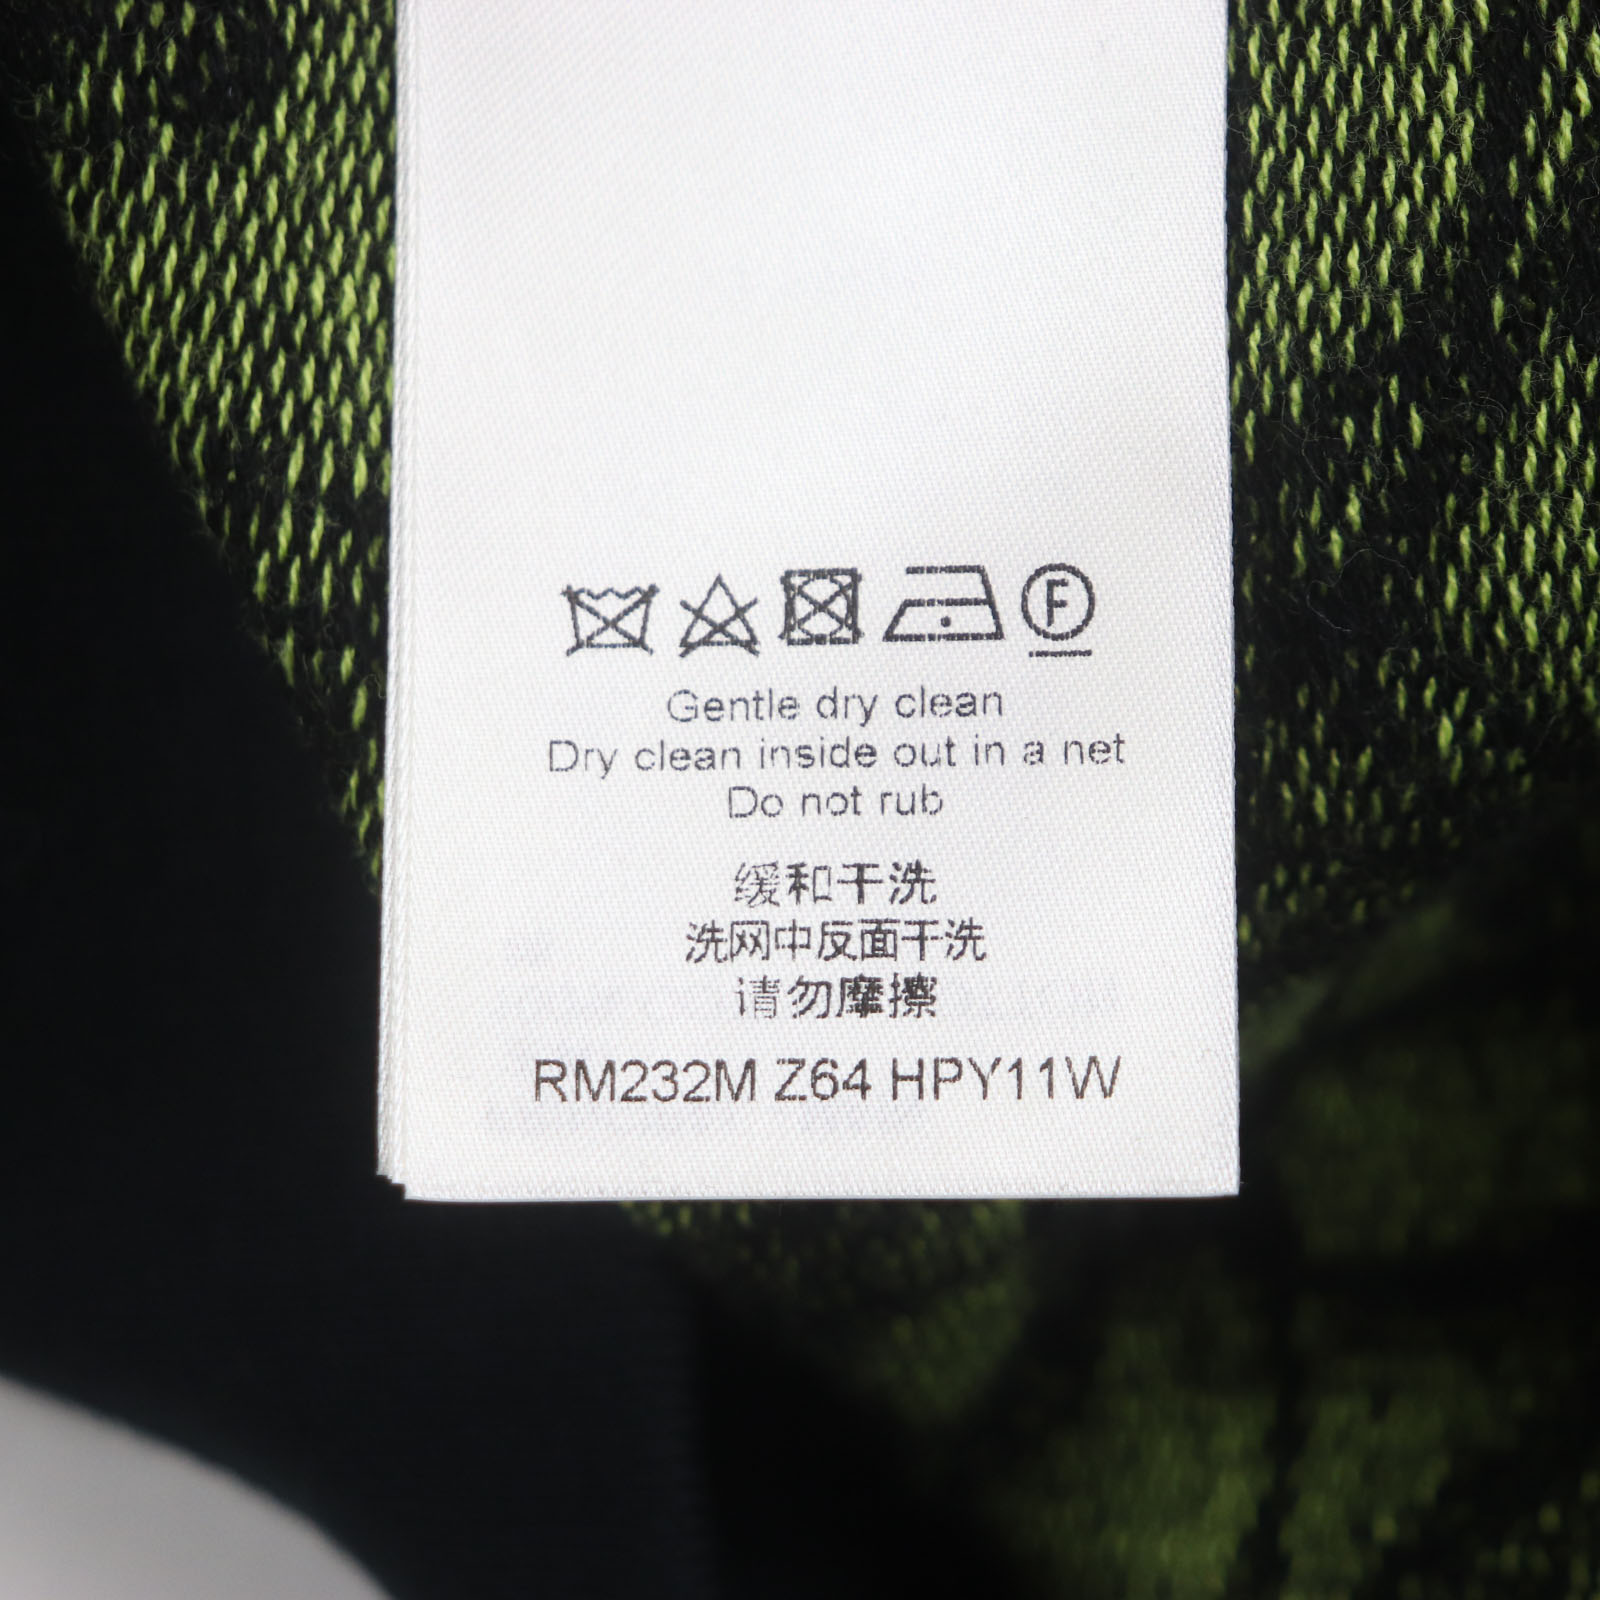 F
Gentle dry clean
Dry clean inside out in a net
Do not rub
缓和干洗
洗网中反面干洗
请勿摩擦
RM232M Z64 HPY11W